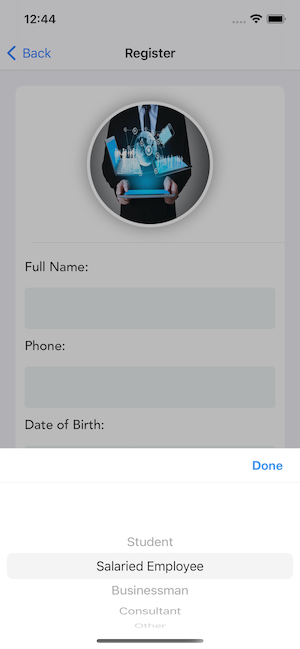 12:44
Back
Register
Full Name:
Phone:
Date of Birth:
Done
Student
Salaried Employee
Businessman
Consultant
Other